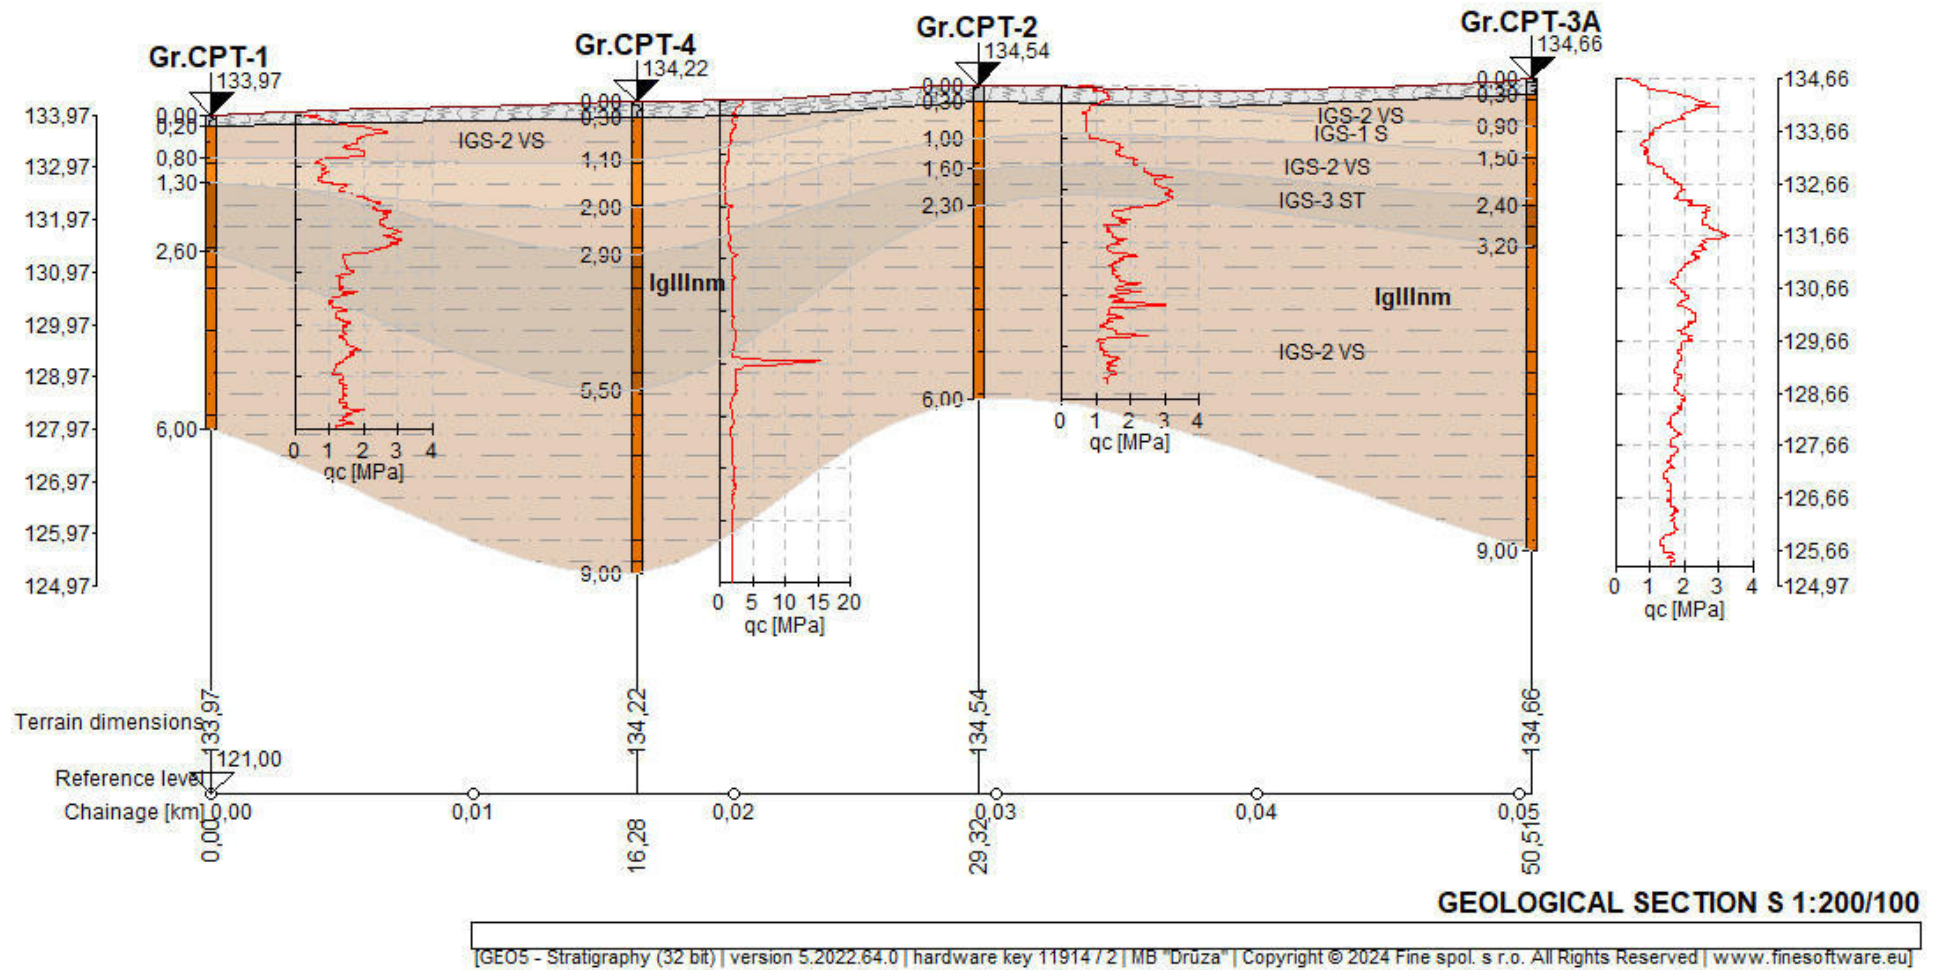 Gr.CPT-1
133,97
Gr.CPT-4
134,22
Gr.CPT-2
134,54
Gr.CPT-3A
134,66
133,97
132,97
131,97
130,97
129,97
128,97
127,97
126,97
125,97
124,97
0,00
0,20
0,80
1,30
2,60
6,00
0 1 2 3 4
qc [MPa]
IGS-2 VS
0,00
0,30
1,10
2,00
2,90
5,50
9,00
IgIIInm
0 5 10 15 20
qc [MPa]
0,00
0,30
1,00
1,60
2,30
6,00
0 1 2 3 4
qc [MPa]
IGS-2 VS
IGS-1 S
IGS-2 VS
IGS-3 ST
IgIIInm
IGS-2 VS
0,00
0,30
0,90
1,50
2,40
3,20
9,00
0 1 2 3 4
qc [MPa]
134,66
133,66
132,66
131,66
130,66
129,66
128,66
127,66
126,66
125,66
124,97
Terrain dimensions
133,97
134,22
134,54
134,66
Reference level
121,00
Chainage [km]
0,00 0,01 0,02 0,03 0,04 0,05
0,00
16,28
29,32
50,51
GEOLOGICAL SECTION S 1:200/100
[GEO5 - Stratigraphy (32 bit) | version 5.2022.64.0 | hardware key 11914 / 2 | MB "Drūza" | Copyright © 2024 Fine spol. s r.o. All Rights Reserved | www.finesoftware.eu]